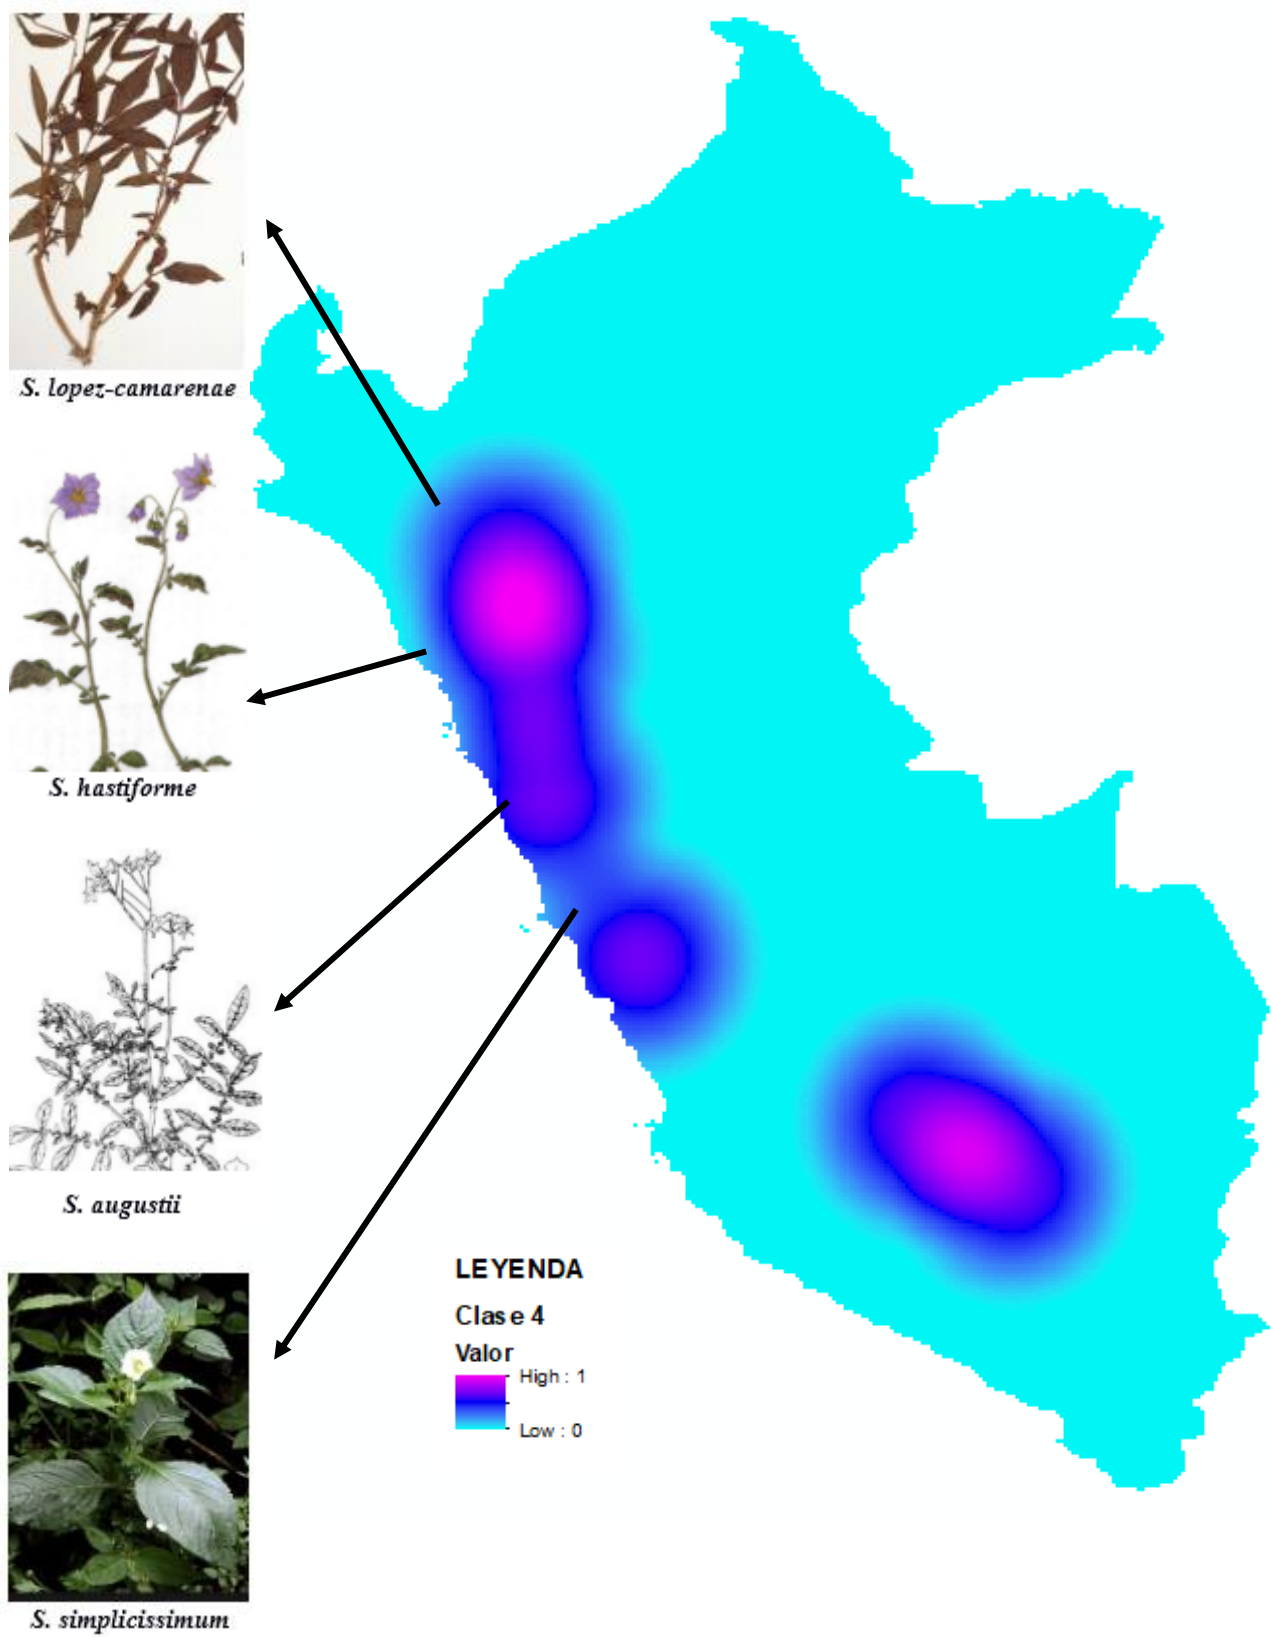 S. lopez-camarenae
S. hastiforme
S. augustii
S. simplicissimum
LEYENDA
Clase 4
Valor
High : 1
Low : 0